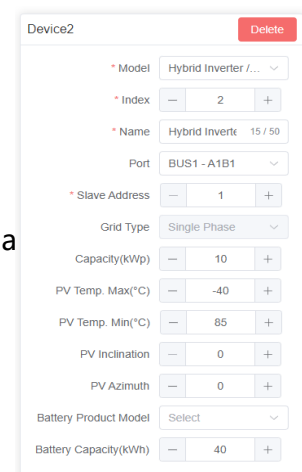 Device2 Delete
* Model Hybrid Inverter /...
* Index — 2 +
* Name Hybrid Inverte 15 / 50
Port BUS1 - A1B1
* Slave Address — 1 +
a
Grid Type Single Phase
Capacity(kWp) — 10 +
PV Temp. Max(°C) — -40 +
PV Temp. Min(°C) — 85 +
PV Inclination — 0 +
PV Azimuth — 0 +
Battery Product Model Select
Battery Capacity(kWh) — 40 +